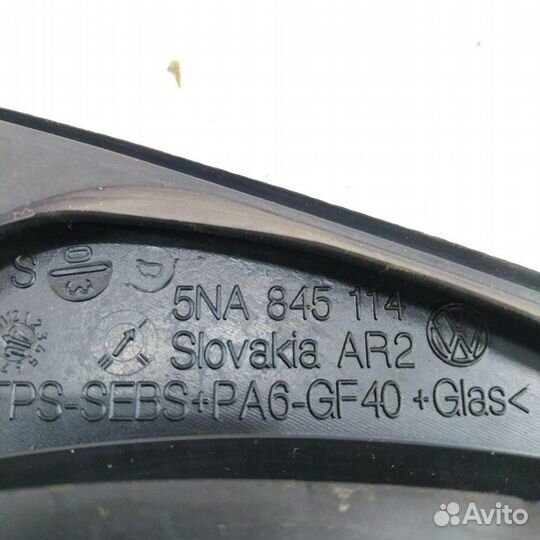 S
5NA 845 114
Slovakia AR2
TPS-SEBS+PA6-GF40+Glas<
Avito